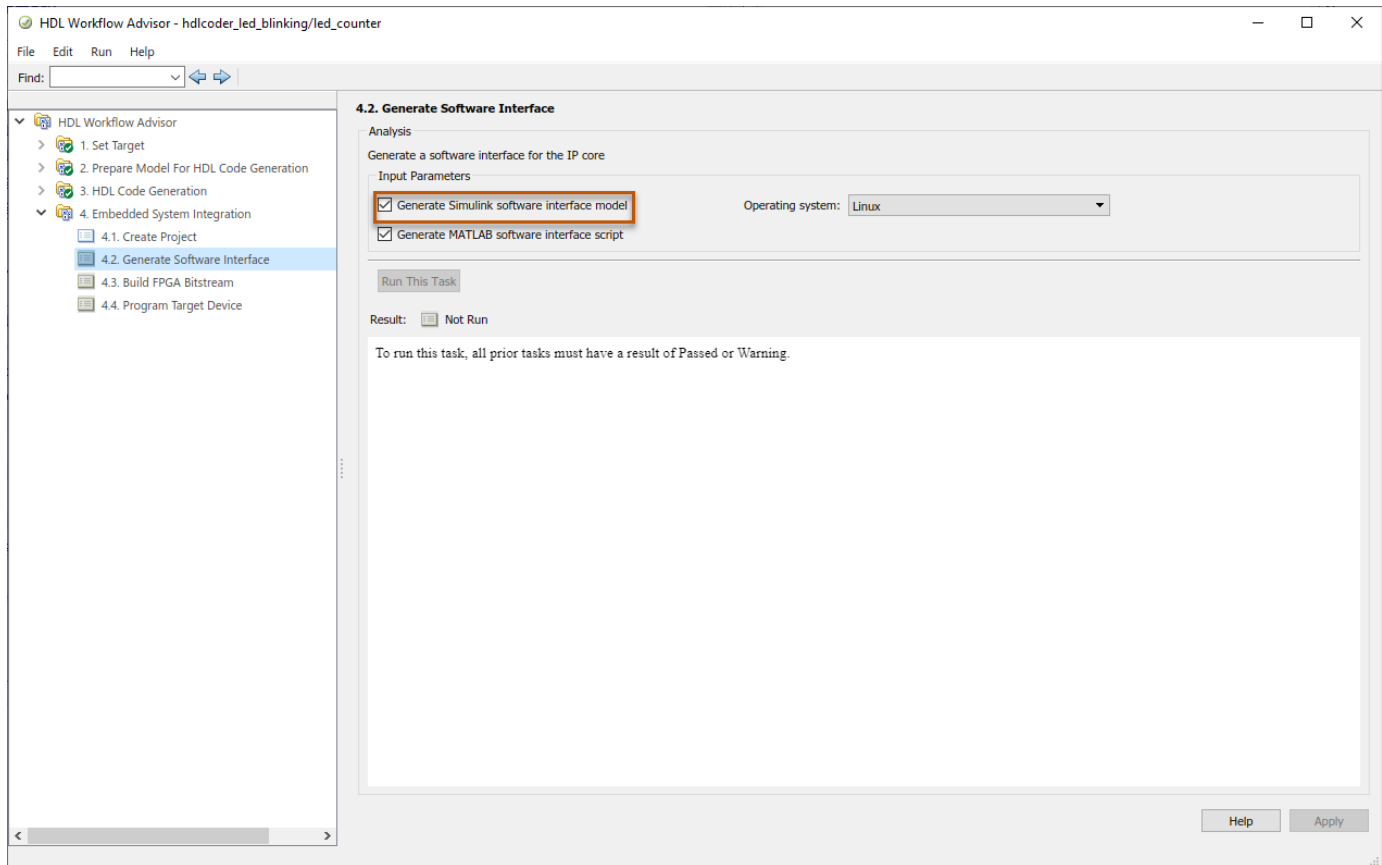 HDL Workflow Advisor - hdlcoder_led_blinking/led_counter
File Edit Run Help
Find:
HDL Workflow Advisor
1. Set Target
2. Prepare Model For HDL Code Generation
3. HDL Code Generation
4. Embedded System Integration
4.1. Create Project
4.2. Generate Software Interface
4.3. Build FPGA Bitstream
4.4. Program Target Device
4.2. Generate Software Interface
Analysis
Generate a software interface for the IP core
Input Parameters
Generate Simulink software interface model Operating system: Linux
Generate MATLAB software interface script
Run This Task
Result: Not Run
To run this task, all prior tasks must have a result of Passed or Warning.
Help Apply